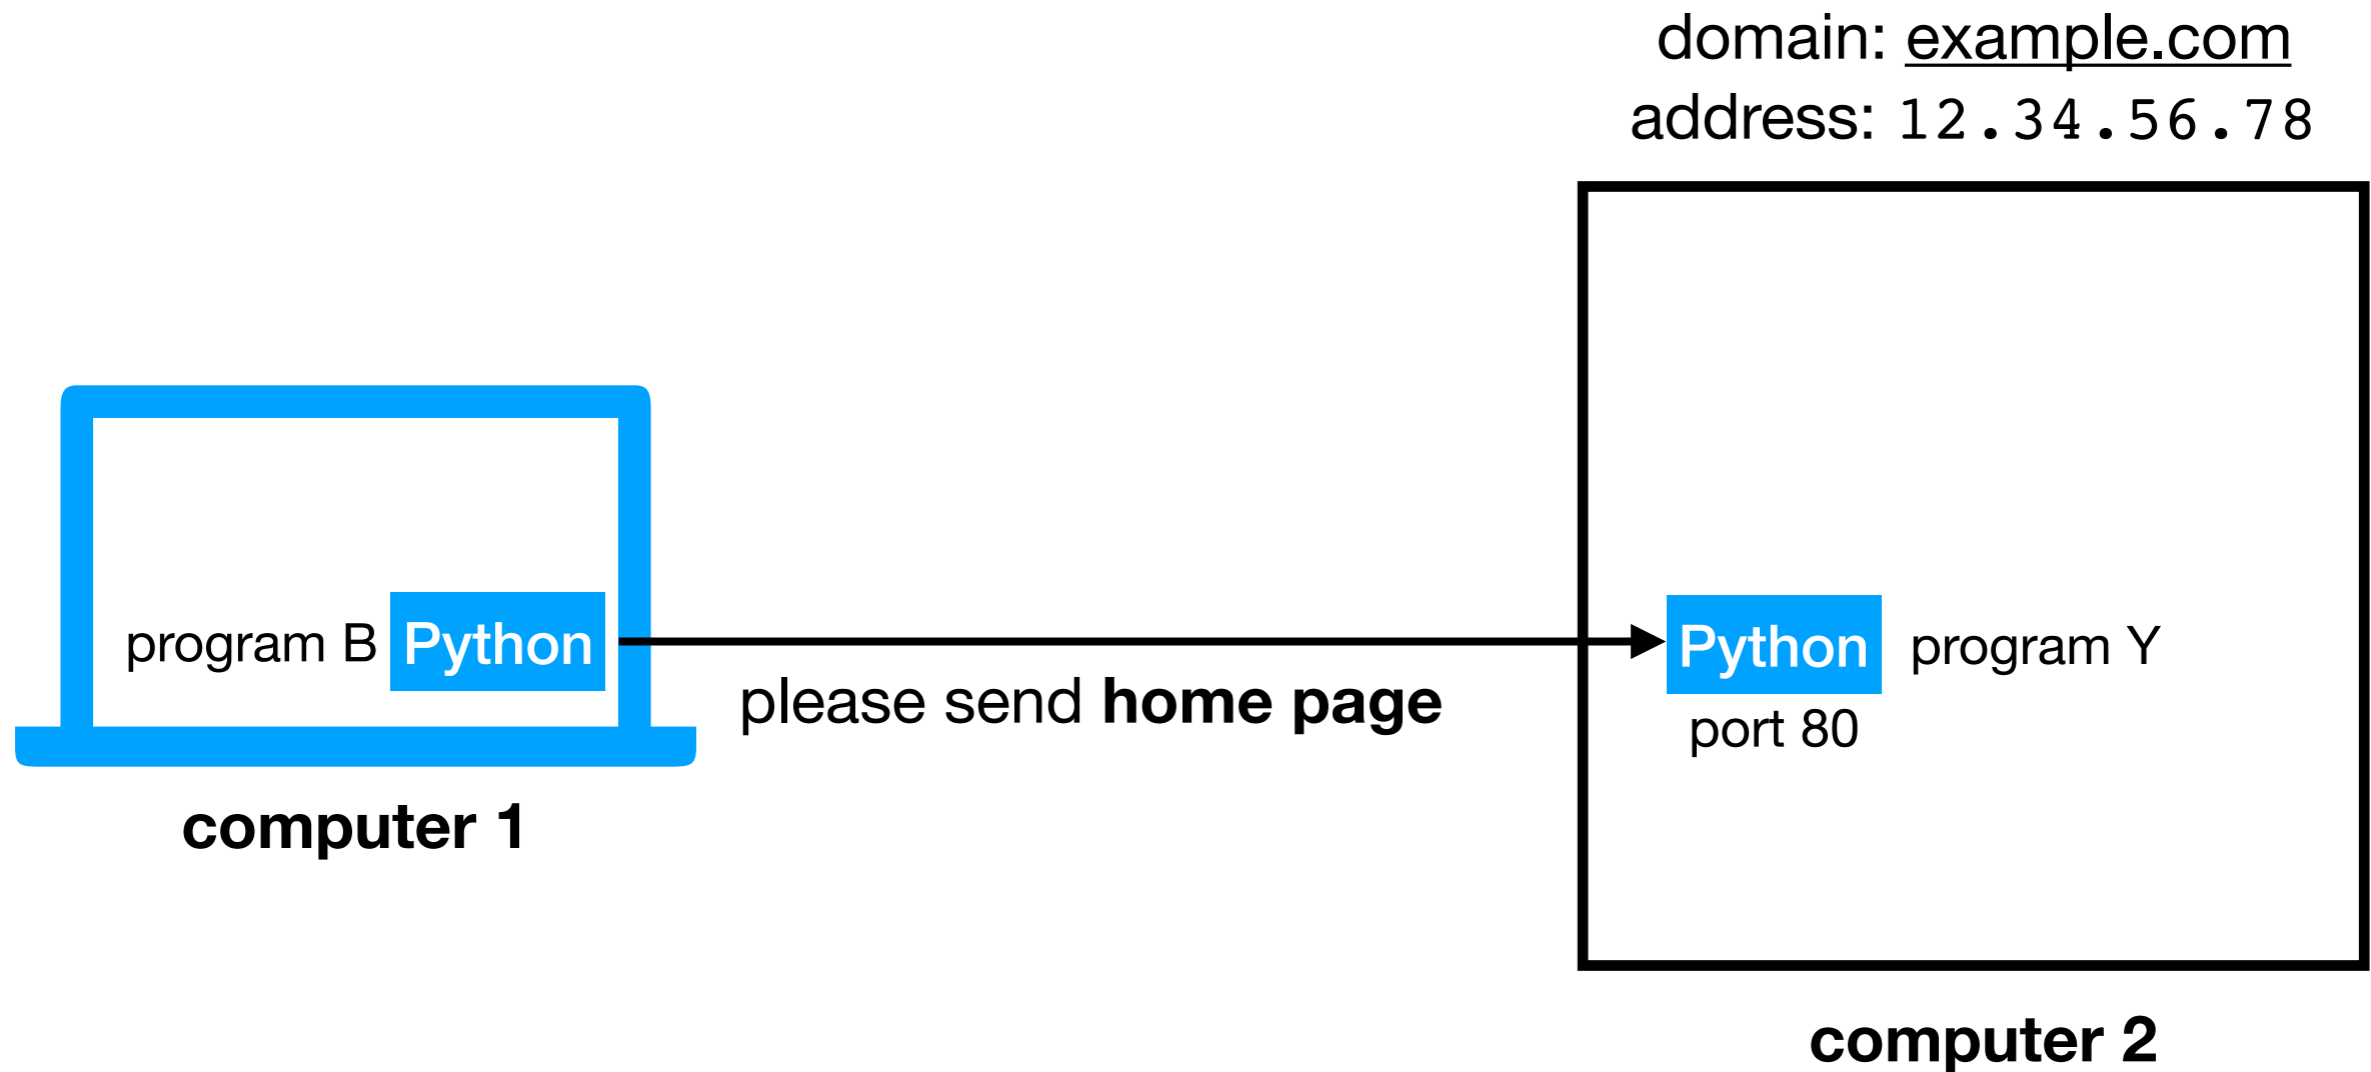 domain: example.com
address: 12.34.56.78
program B Python
please send home page
Python program Y
port 80
computer 1
computer 2